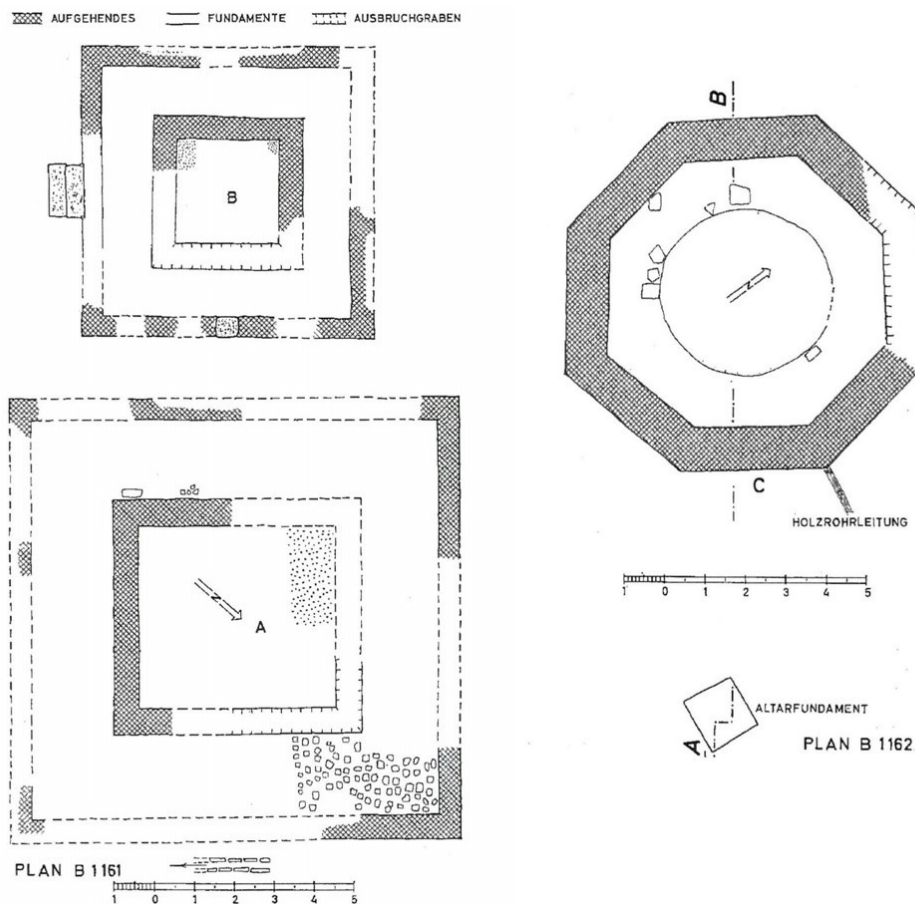 AUFGEHENDES FUNDAMENTE AUSBRUCHGRABEN
B
N
A
PLAN B 1161
1 0 1 2 3 4 5
B
N
C
HOLZROHRLEITUNG
1 0 1 2 3 4 5
ALTARFUNDAMENT
A
PLAN B 1162